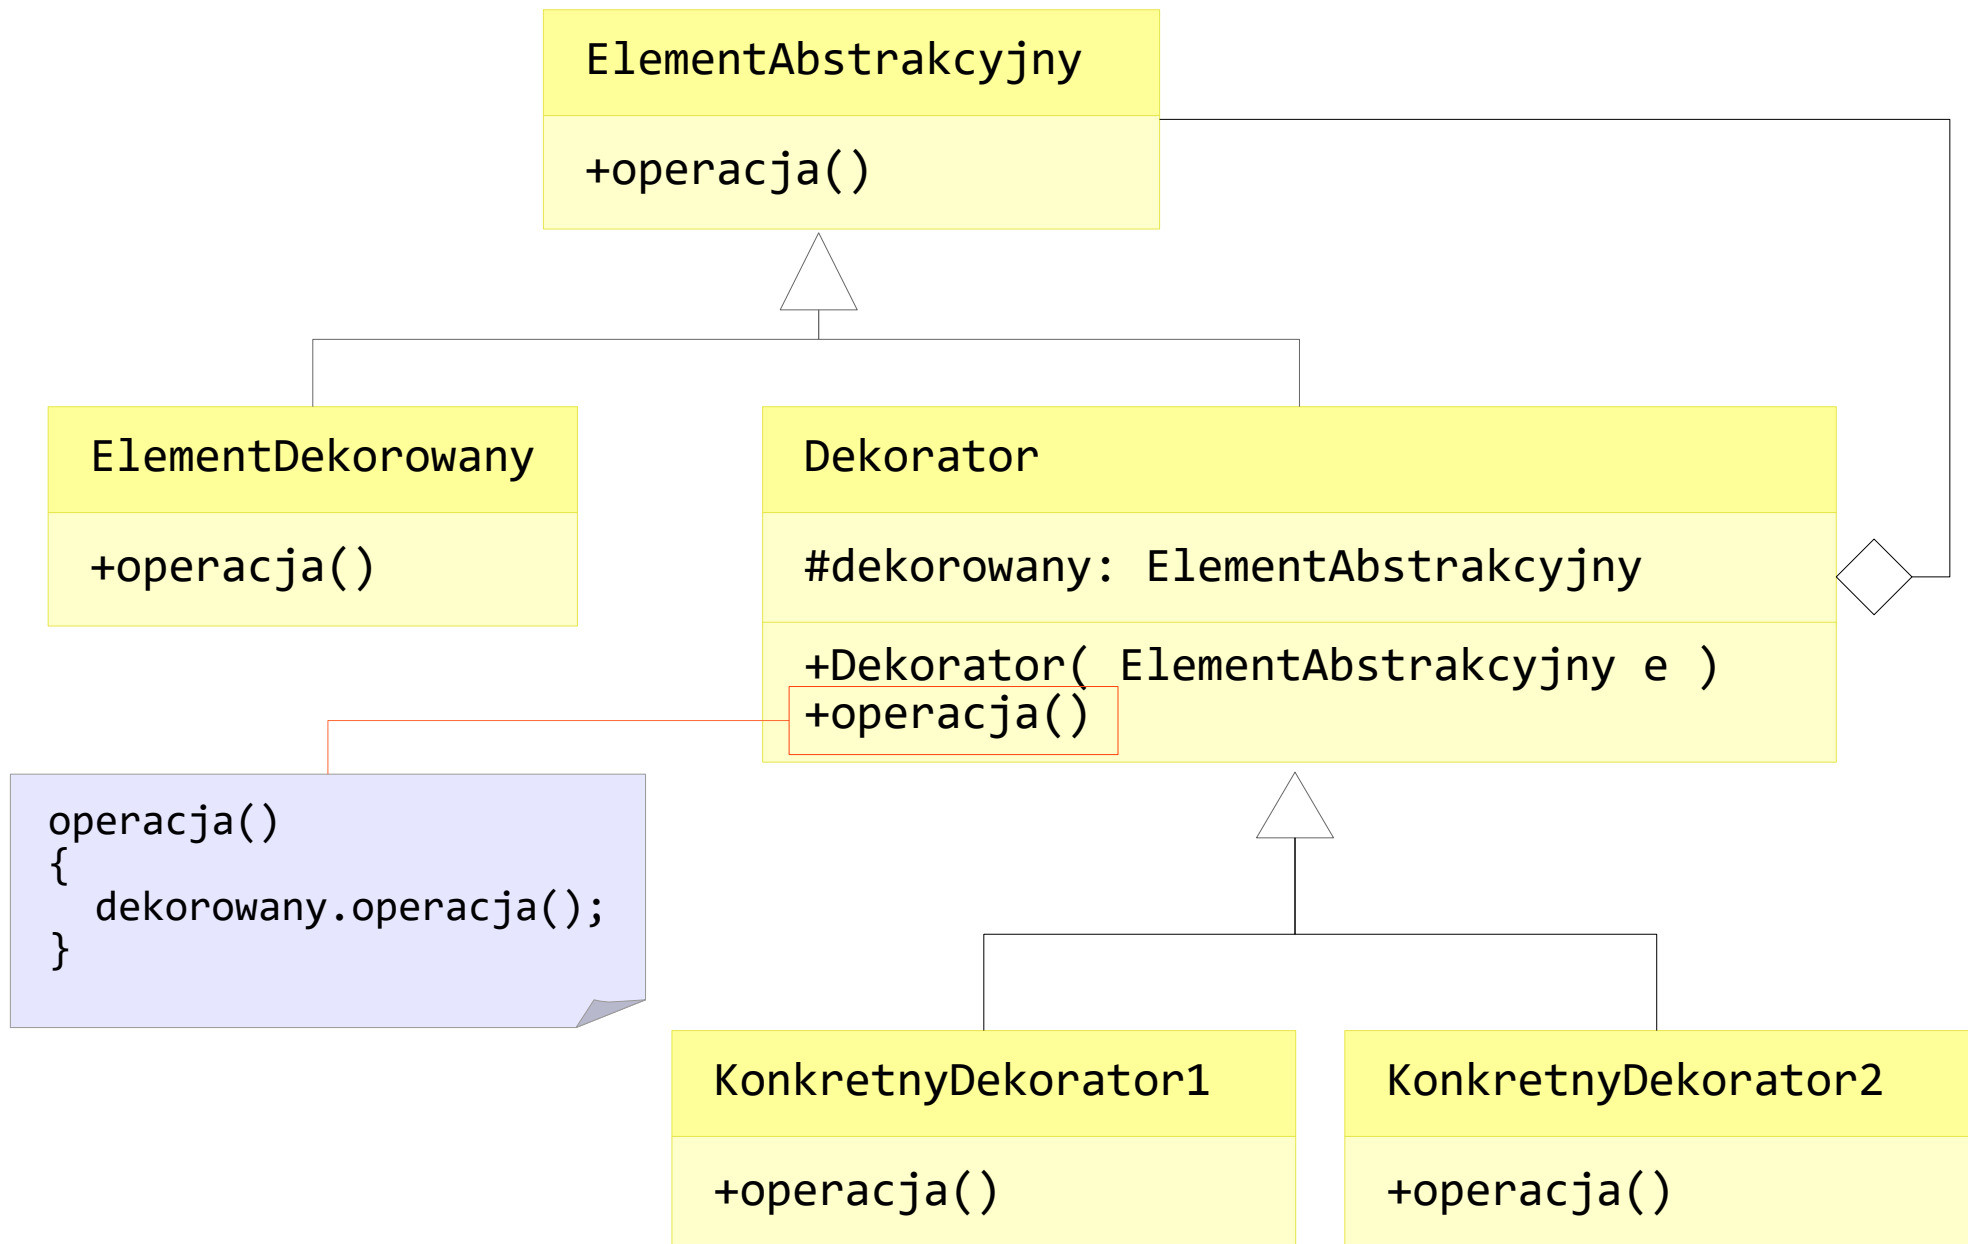 ElementAbstrakcyjny
+operacja()
ElementDekorowany
+operacja()
Dekorator
#dekorowany: ElementAbstrakcyjny
+Dekorator( ElementAbstrakcyjny e )
+operacja()
operacja()
{
dekorowany.operacja();
}
KonkretnyDekorator1
+operacja()
KonkretnyDekorator2
+operacja()